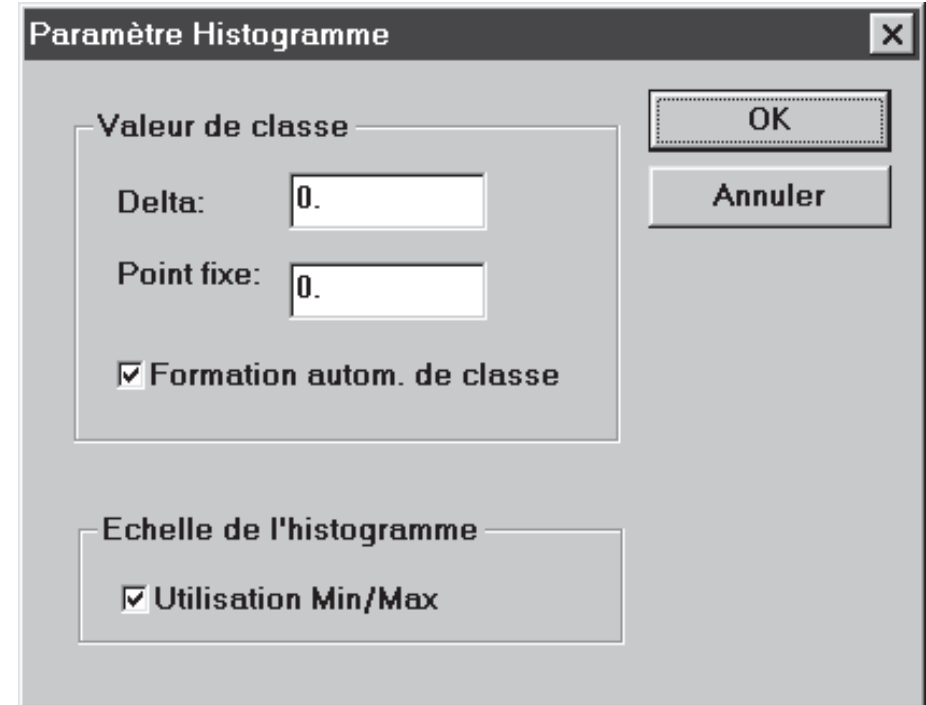 Paramètre Histogramme
Valeur de classe
OK
Delta: 0.
Annuler
Point fixe: 0.
Formation autom. de classe
Echelle de l'histogramme
Utilisation Min/Max